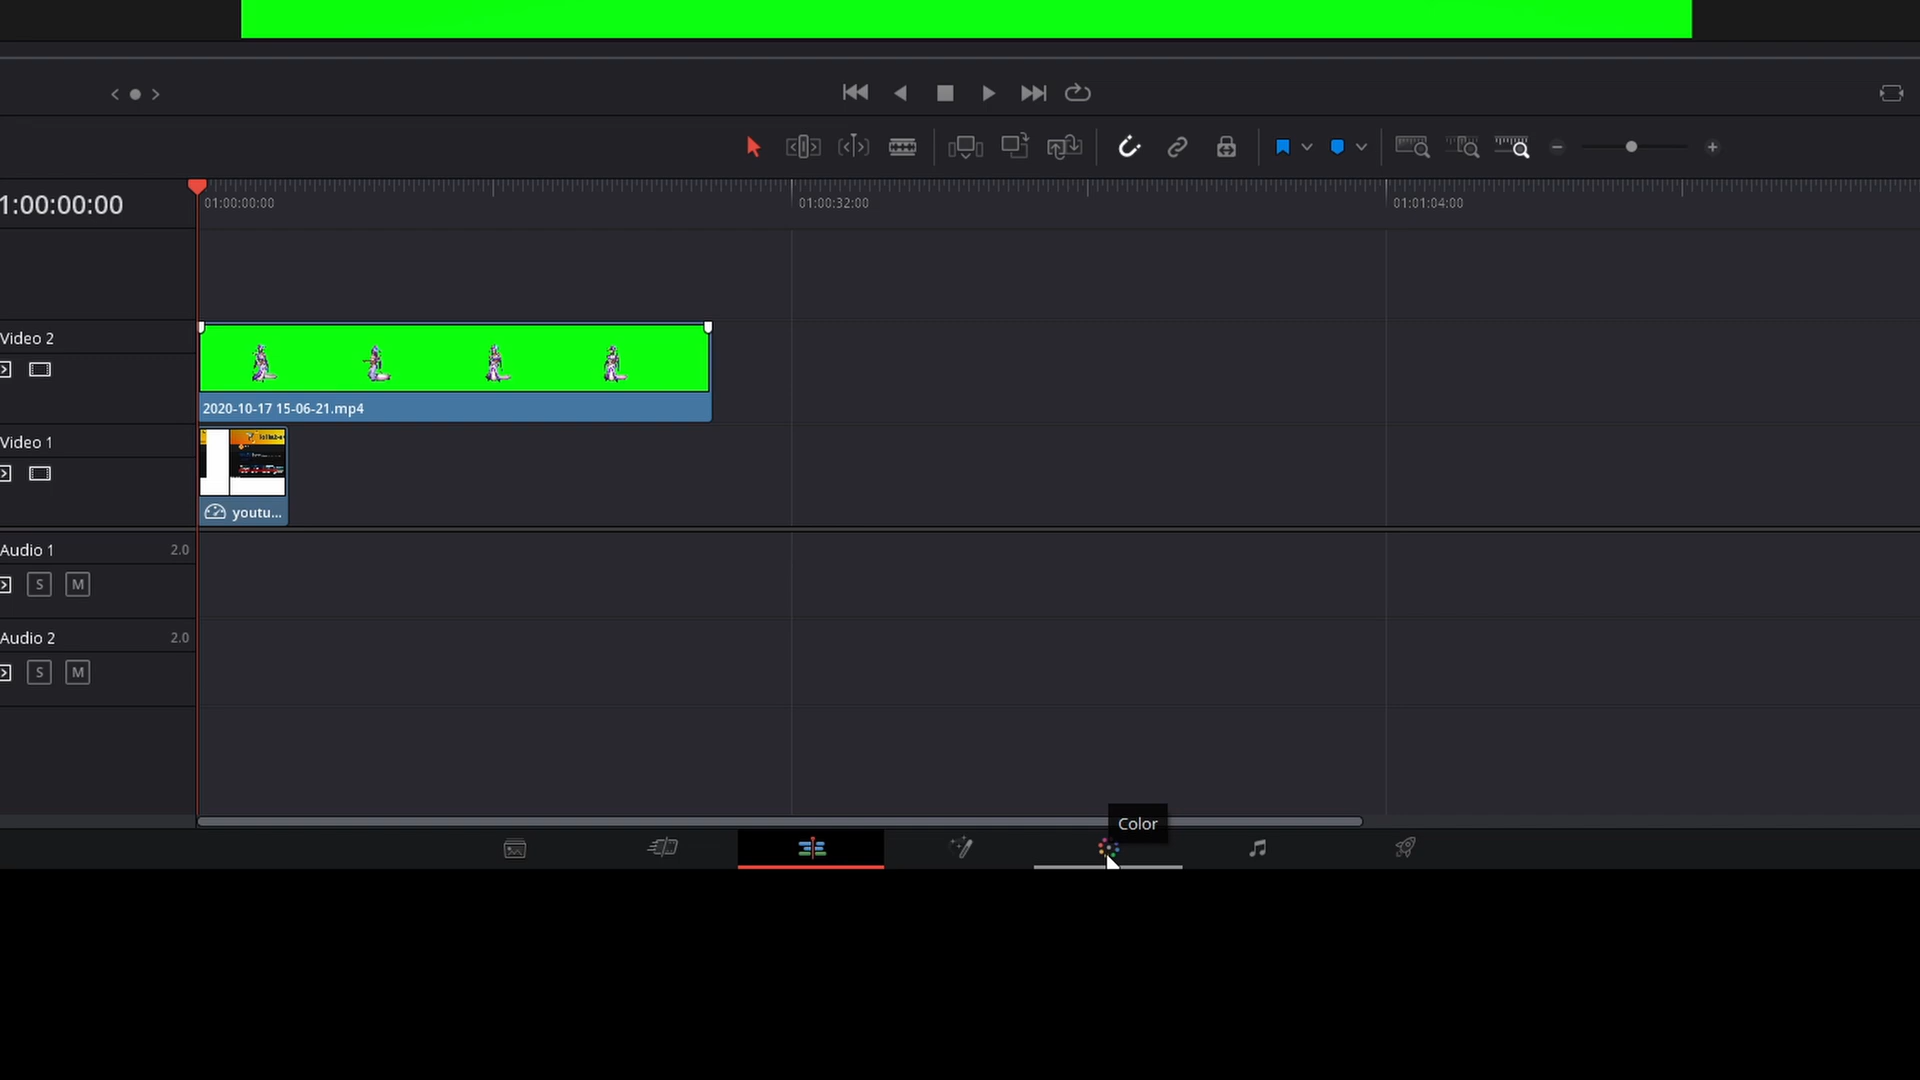 1:00:00:00
01:00:00:00
01:00:32:00
01:01:04:00
Video 2
2020-10-17 15-06-21.mp4
Video 1
youtu...
Audio 1
2.0
S
M
Audio 2
2.0
S
M
Color